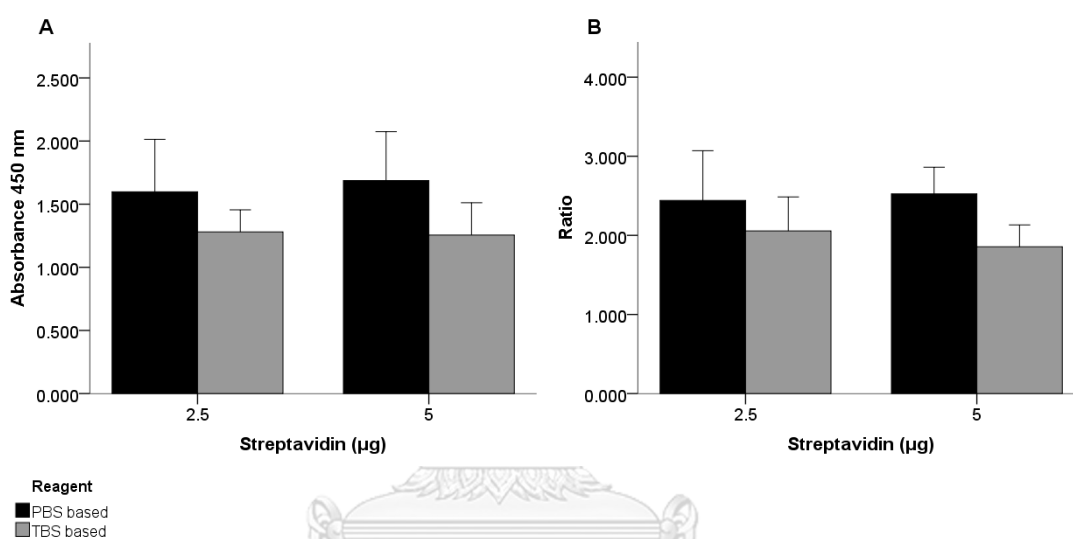 A
Absorbance 450 nm
2.500
2.000
1.500
1.000
0.500
0.000
2.5
5
Streptavidin (µg)
B
Ratio
4.000
3.000
2.000
1.000
0.000
2.5
5
Streptavidin (µg)
Reagent
PBS based
TBS based